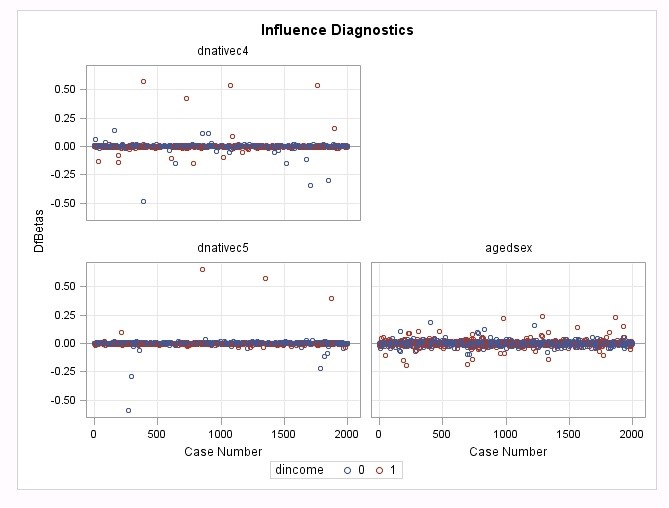 Influence Diagnostics
dnativec4
0.50
0.25
0.00
-0.25
-0.50
DfBetas
dnativec5
agedsex
0.50
0.25
0.00
-0.25
-0.50
0 500 1000 1500 2000
0 500 1000 1500 2000
Case Number
Case Number
dincome 0 1